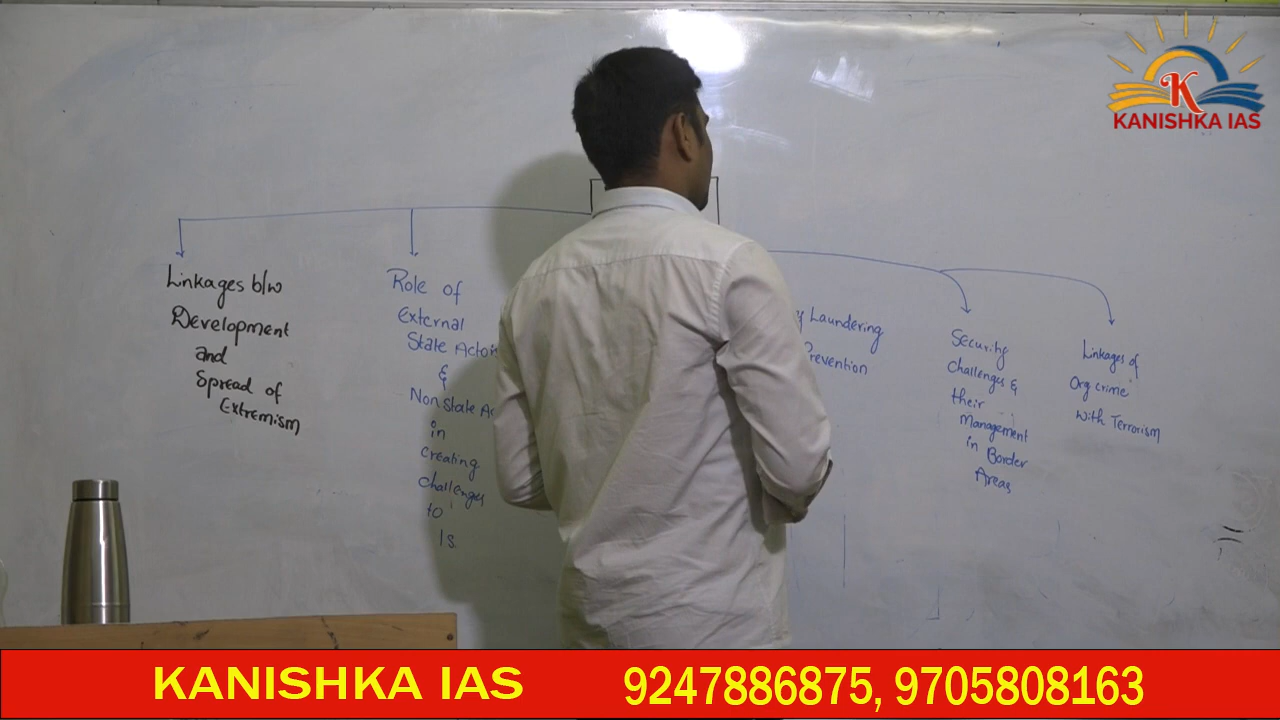 KANISHKA IAS
Linkages b/w
Development
and
Spread of
Extremism
Role of
External
State Actors
&
Non State
in
creating
challenges
to
Is
Laundering
Prevention
Security
challenges &
their
Management
in Border
Areas
Linkages of
Org crime
with Terrorism
KANISHKA IAS 9247886875, 9705808163